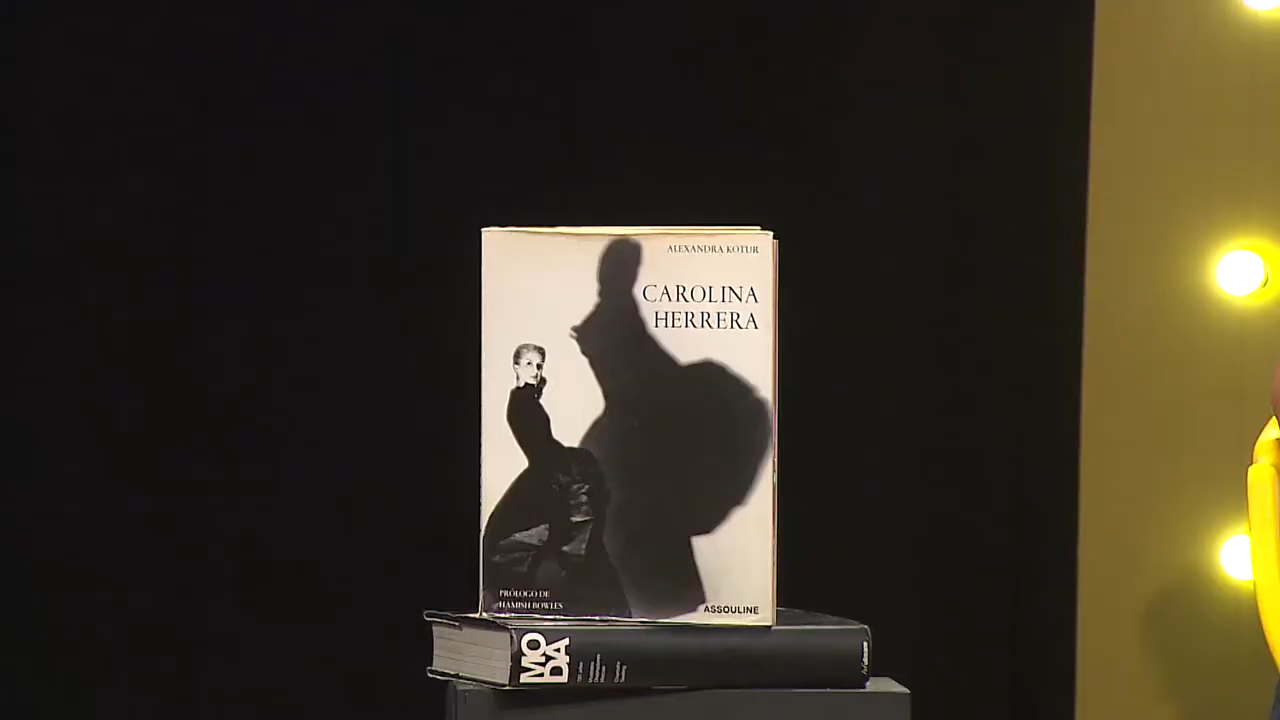 ALEXANDRA KOTUR
CAROLINA
HERRERA
PRÓLOGO DE
HAMISH BOWLES
ASSOULINE
MO
DA